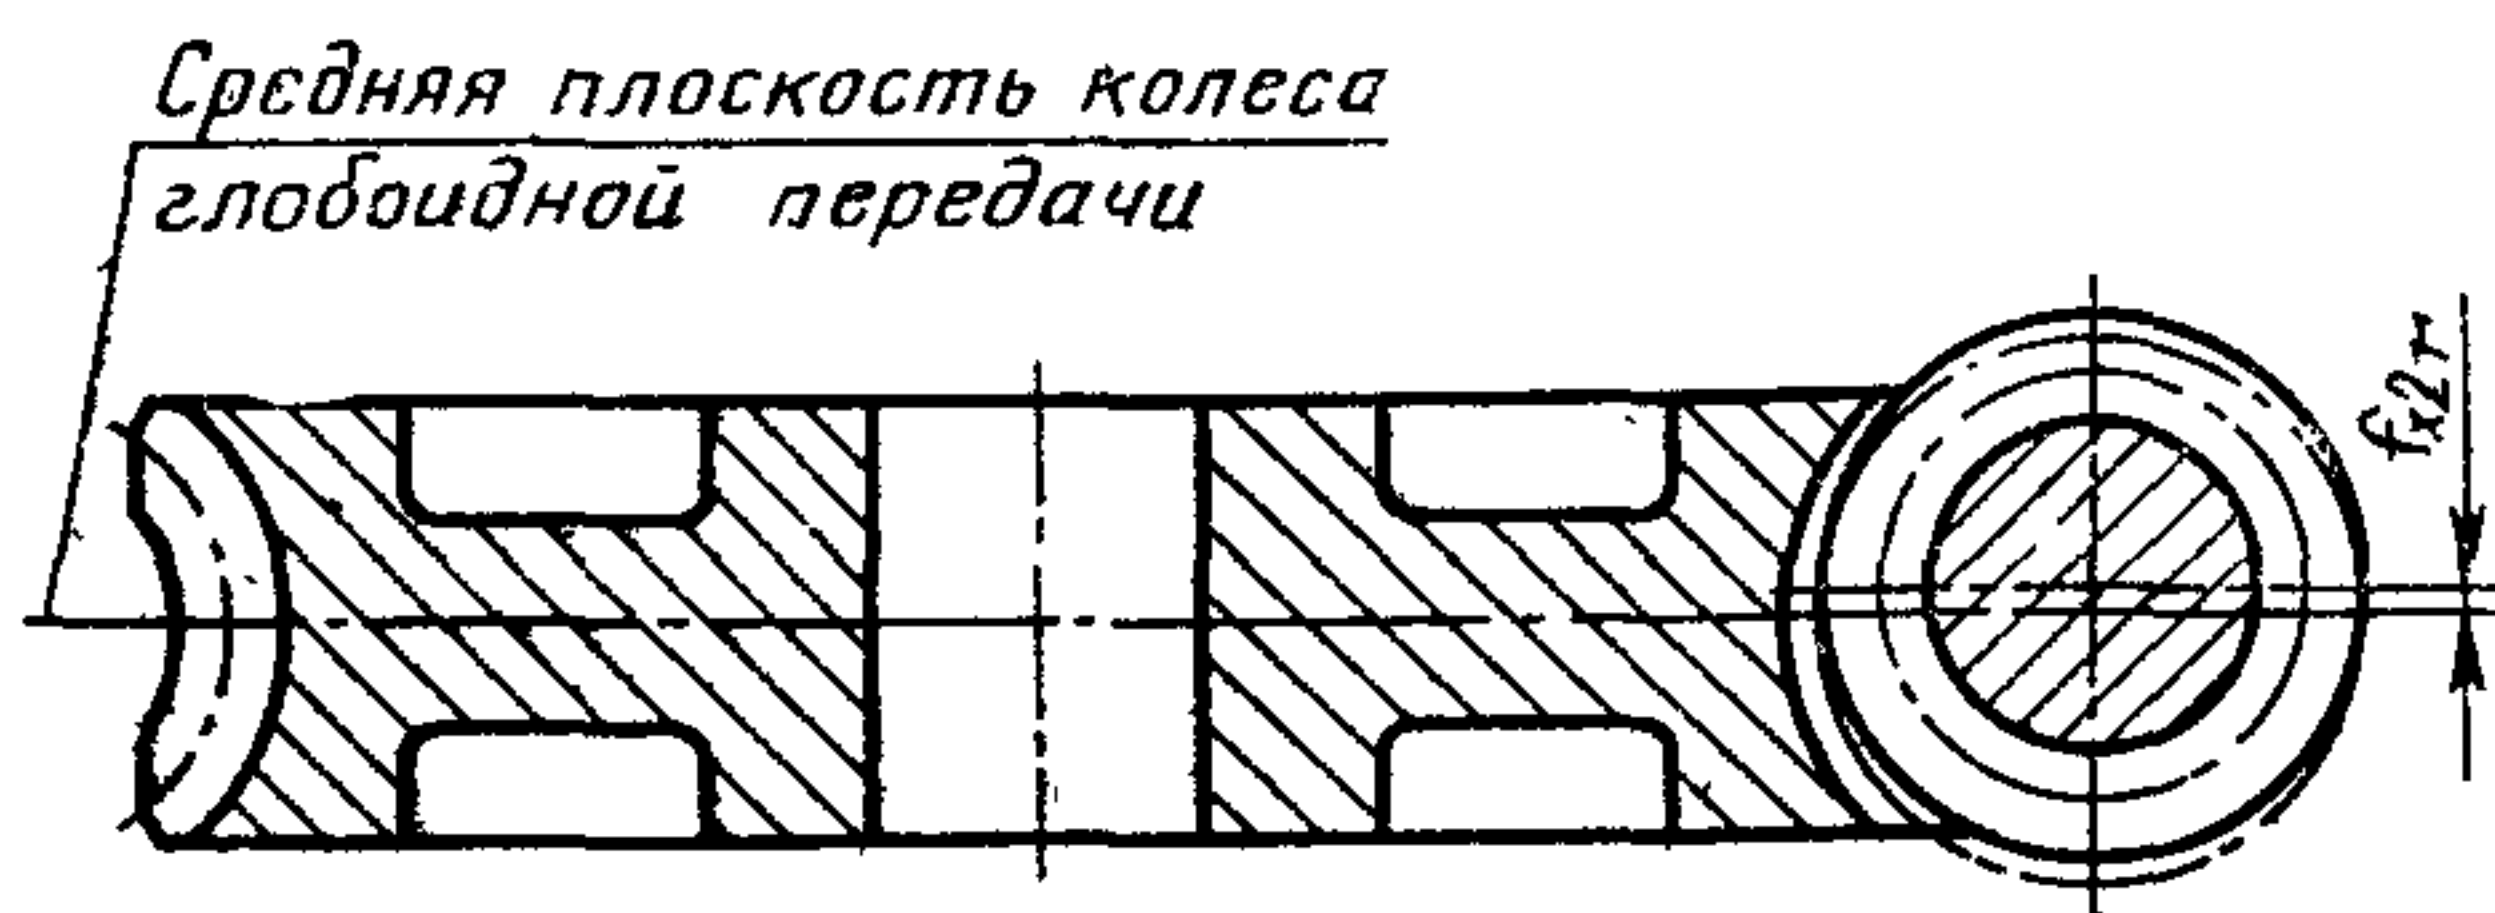 Средняя плоскость колеса
глобоидной передачи
fx2r